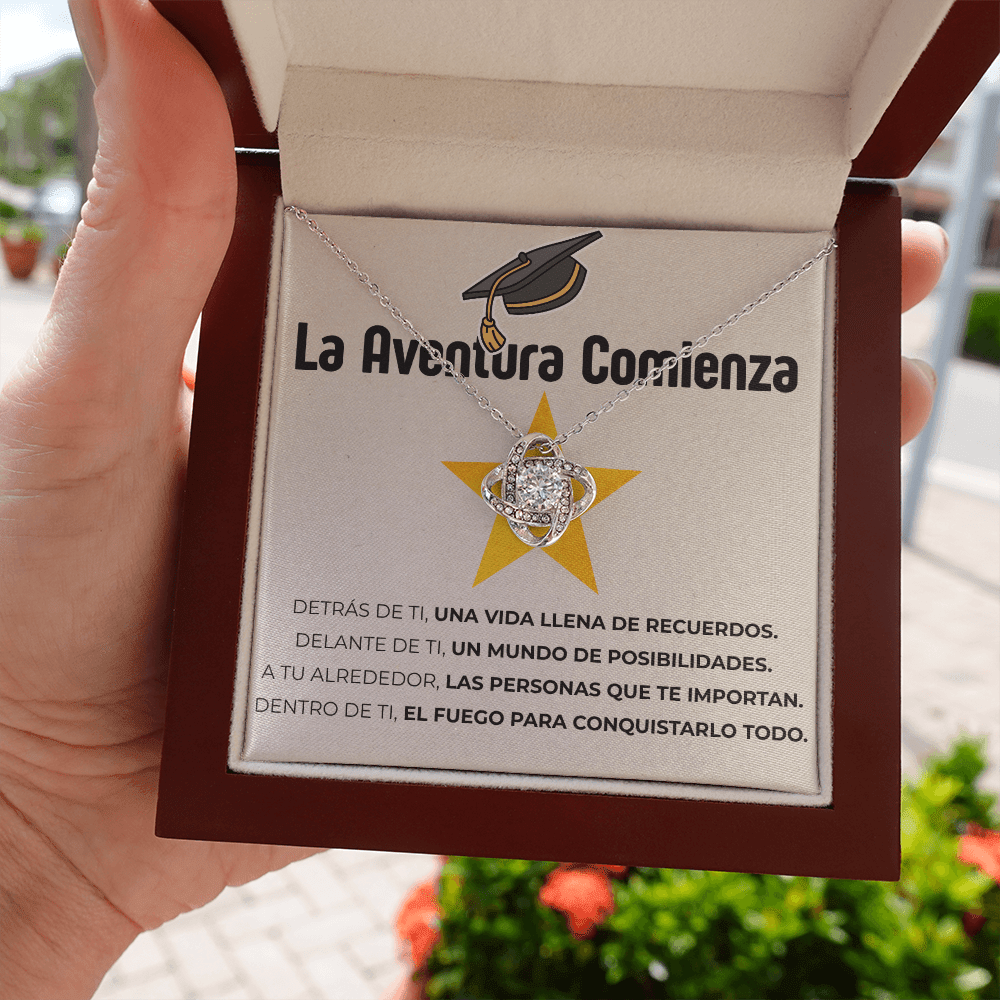 La Aventura Comienza
DETRÁS DE TI, UNA VIDA LLENA DE RECUERDOS.
DELANTE DE TI, UN MUNDO DE POSIBILIDADES.
A TU ALREDEDOR, LAS PERSONAS QUE TE IMPORTAN.
DENTRO DE TI, EL FUEGO PARA CONQUISTARLO TODO.